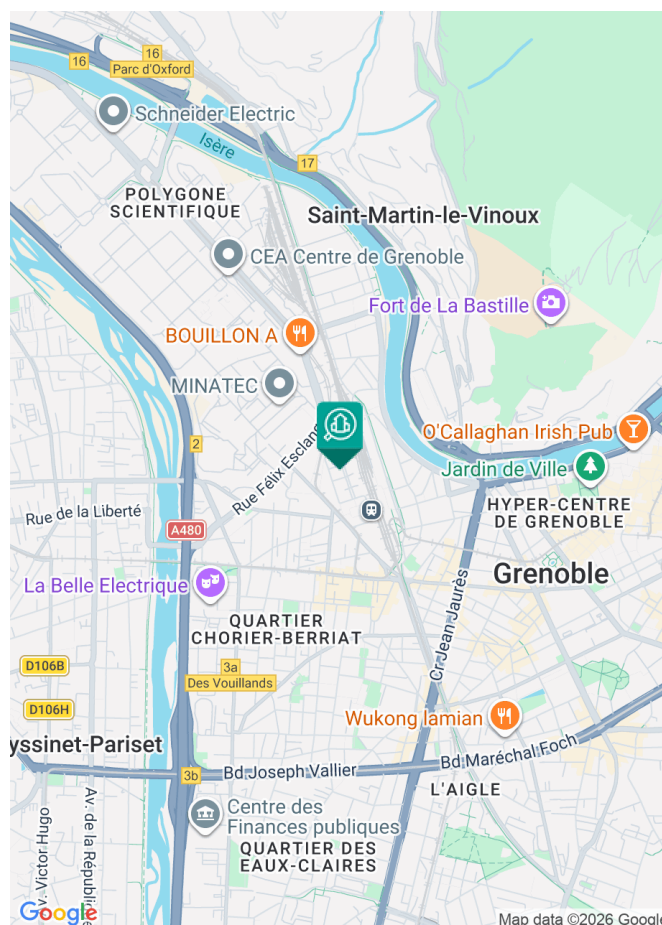 16
16
Parc d'Oxford
Schneider Electric
Isère
17
POLYGONE
SCIENTIFIQUE
Saint-Martin-le-Vinoux
CEA Centre de Grenoble
Fort de La Bastille
BOUILLON A
MINATEC
O'Callaghan Irish Pub
2
Rue Félix Esclang
Jardin de Ville
HYPER-CENTRE
DE GRENOBLE
Rue de la Liberté
A480
La Belle Electrique
Grenoble
QUARTIER
CHORIER-BERRIAT
Cr Jean Jaurès
D106B
3a
Des Vouillands
D106H
Wukong lamian
yssinet-Pariset
Bd Maréchal Foch
3b
Bd Joseph Vallier
L'AIGLE
Av. de la République
v. Victor Hugo
Centre des
Finances publiques
QUARTIER DES
EAUX-CLAIRES
Google
Map data ©2026 Google